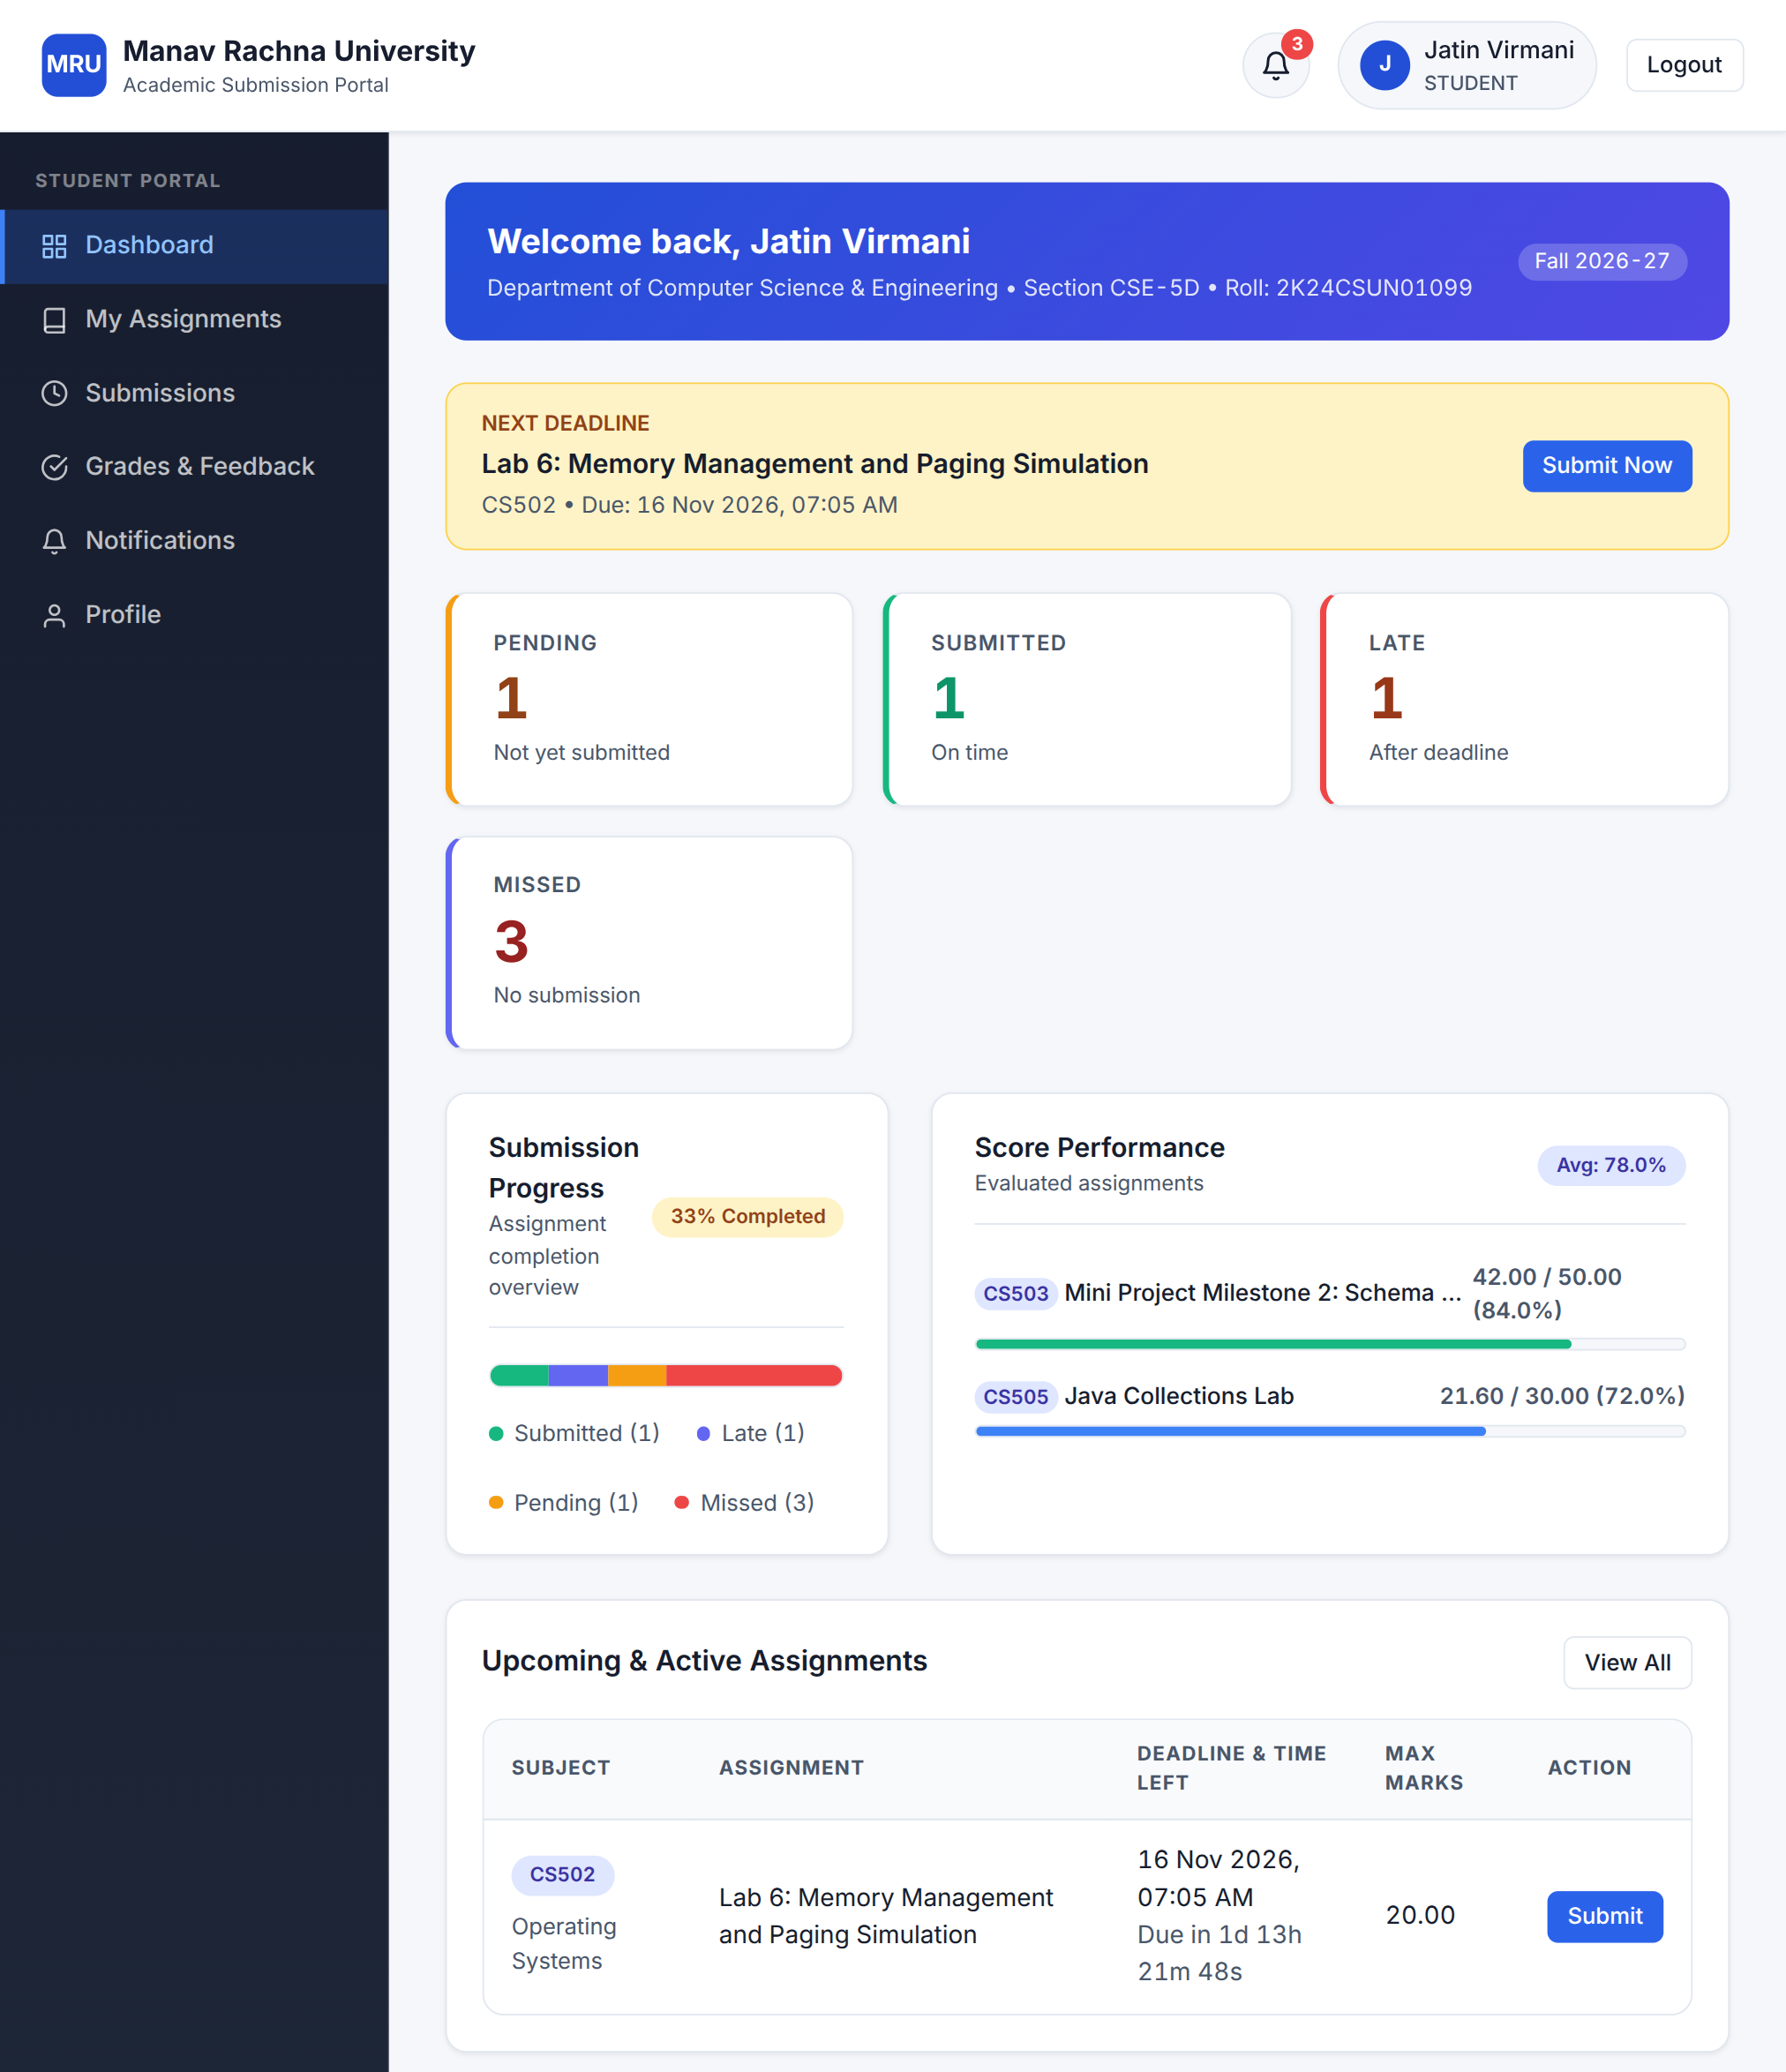 MRU
Manav Rachna University
Academic Submission Portal
3
J
Jatin Virmani
STUDENT
Logout
STUDENT PORTAL
Dashboard
My Assignments
Submissions
Grades & Feedback
Notifications
Profile
Welcome back, Jatin Virmani
Department of Computer Science & Engineering • Section CSE-5D • Roll: 2K24CSUN01099
Fall 2026-27
NEXT DEADLINE
Lab 6: Memory Management and Paging Simulation
CS502 • Due: 16 Nov 2026, 07:05 AM
Submit Now
PENDING
1
Not yet submitted
SUBMITTED
1
On time
LATE
1
After deadline
MISSED
3
No submission
Submission
Progress
Assignment
completion
overview
33% Completed
Submitted (1)
Late (1)
Pending (1)
Missed (3)
Score Performance
Evaluated assignments
Avg: 78.0%
CS503 Mini Project Milestone 2: Schema ...
42.00 / 50.00
(84.0%)
CS505 Java Collections Lab
21.60 / 30.00 (72.0%)
Upcoming & Active Assignments
View All
SUBJECT
ASSIGNMENT
DEADLINE & TIME
LEFT
MAX
MARKS
ACTION
CS502
Operating
Systems
Lab 6: Memory Management
and Paging Simulation
16 Nov 2026,
07:05 AM
Due in 1d 13h
21m 48s
20.00
Submit